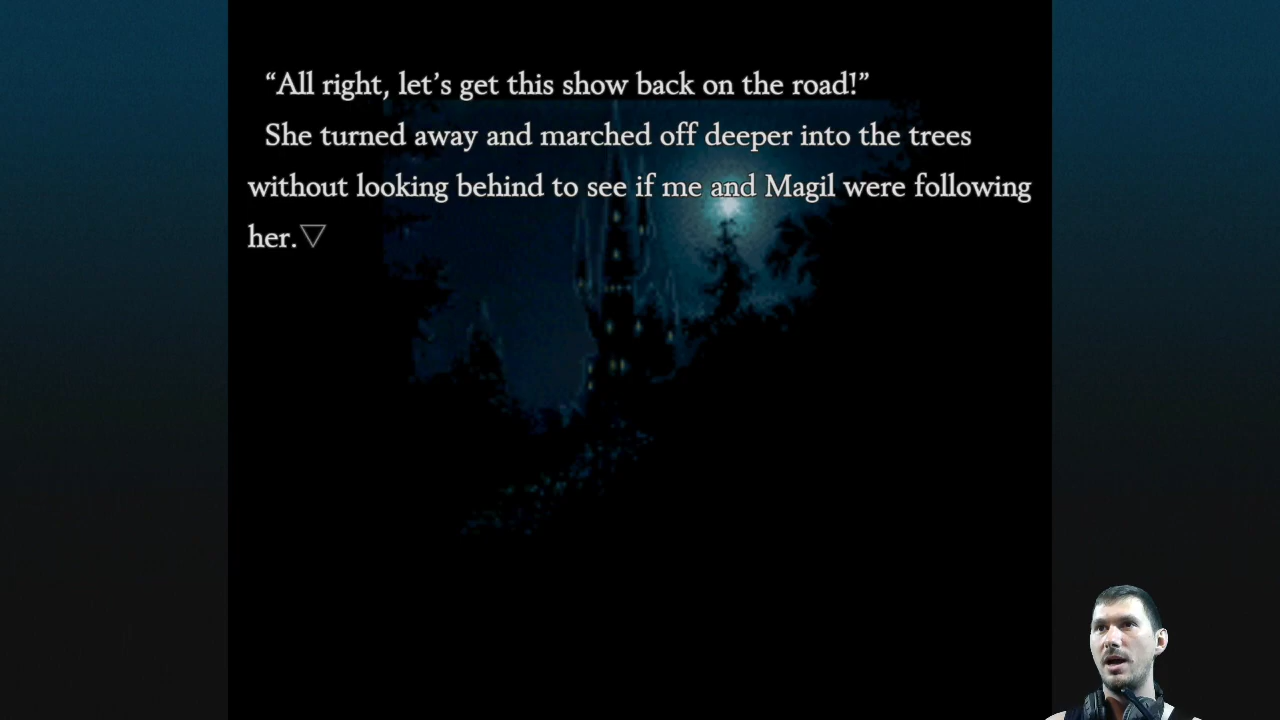 “All right, let’s get this show back on the road!”
She turned away and marched off deeper into the trees
without looking behind to see if me and Magil were following
her.▽